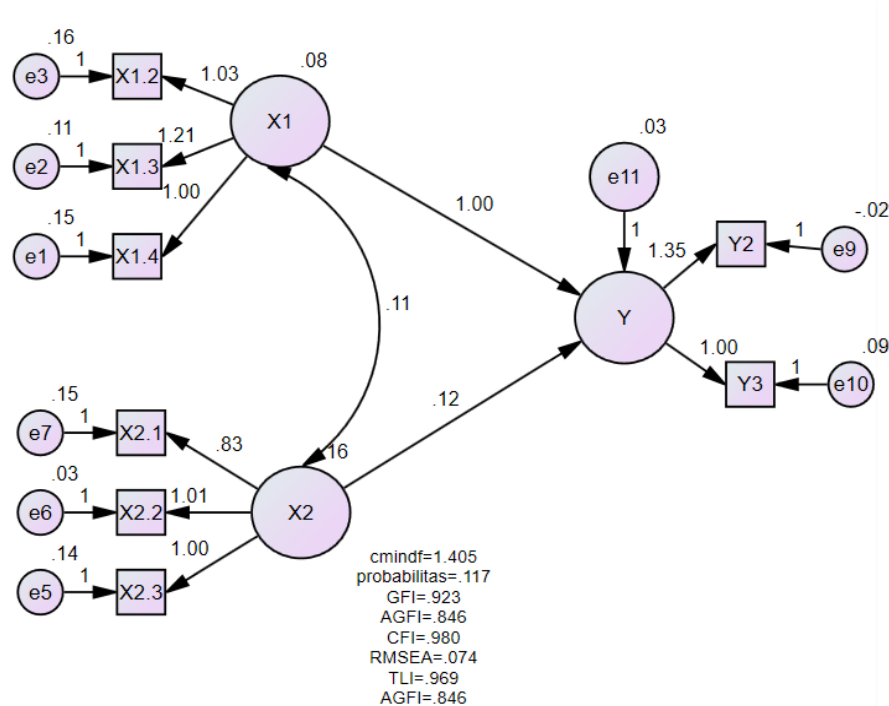 .16
e3 1 X1.2 1.03
.08
X1
.11
e2 1 X1.3 1.21
.15
e1 1 X1.4 1.00
1.00
.03
e11
1
1.35 Y2 1 -.02
e9
.11
Y
1.00 Y3 1 .09
e10
.12
.15
e7 1 X2.1 .83
.16
X2
.03
e6 1 X2.2 1.01
.14
e5 1 X2.3 1.00
cmindf=1.405
probabilitas=.117
GFI=.923
AGFI=.846
CFI=.980
RMSEA=.074
TLI=.969
AGFI=.846